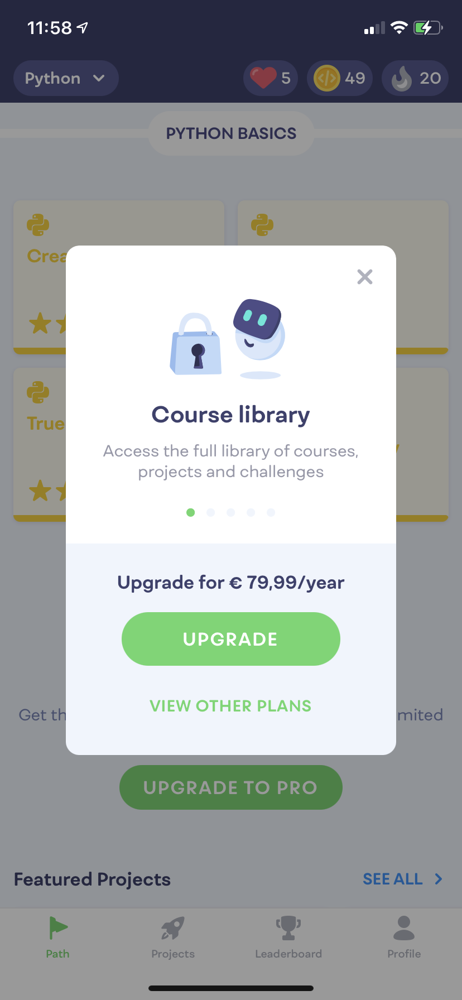 11:58
Python
5
49
20
PYTHON BASICS
Crea
True
Course library
Access the full library of courses,
projects and challenges
Upgrade for € 79,99/year
UPGRADE
VIEW OTHER PLANS
Get th
mited
UPGRADE TO PRO
Featured Projects
SEE ALL
Path
Projects
Leaderboard
Profile